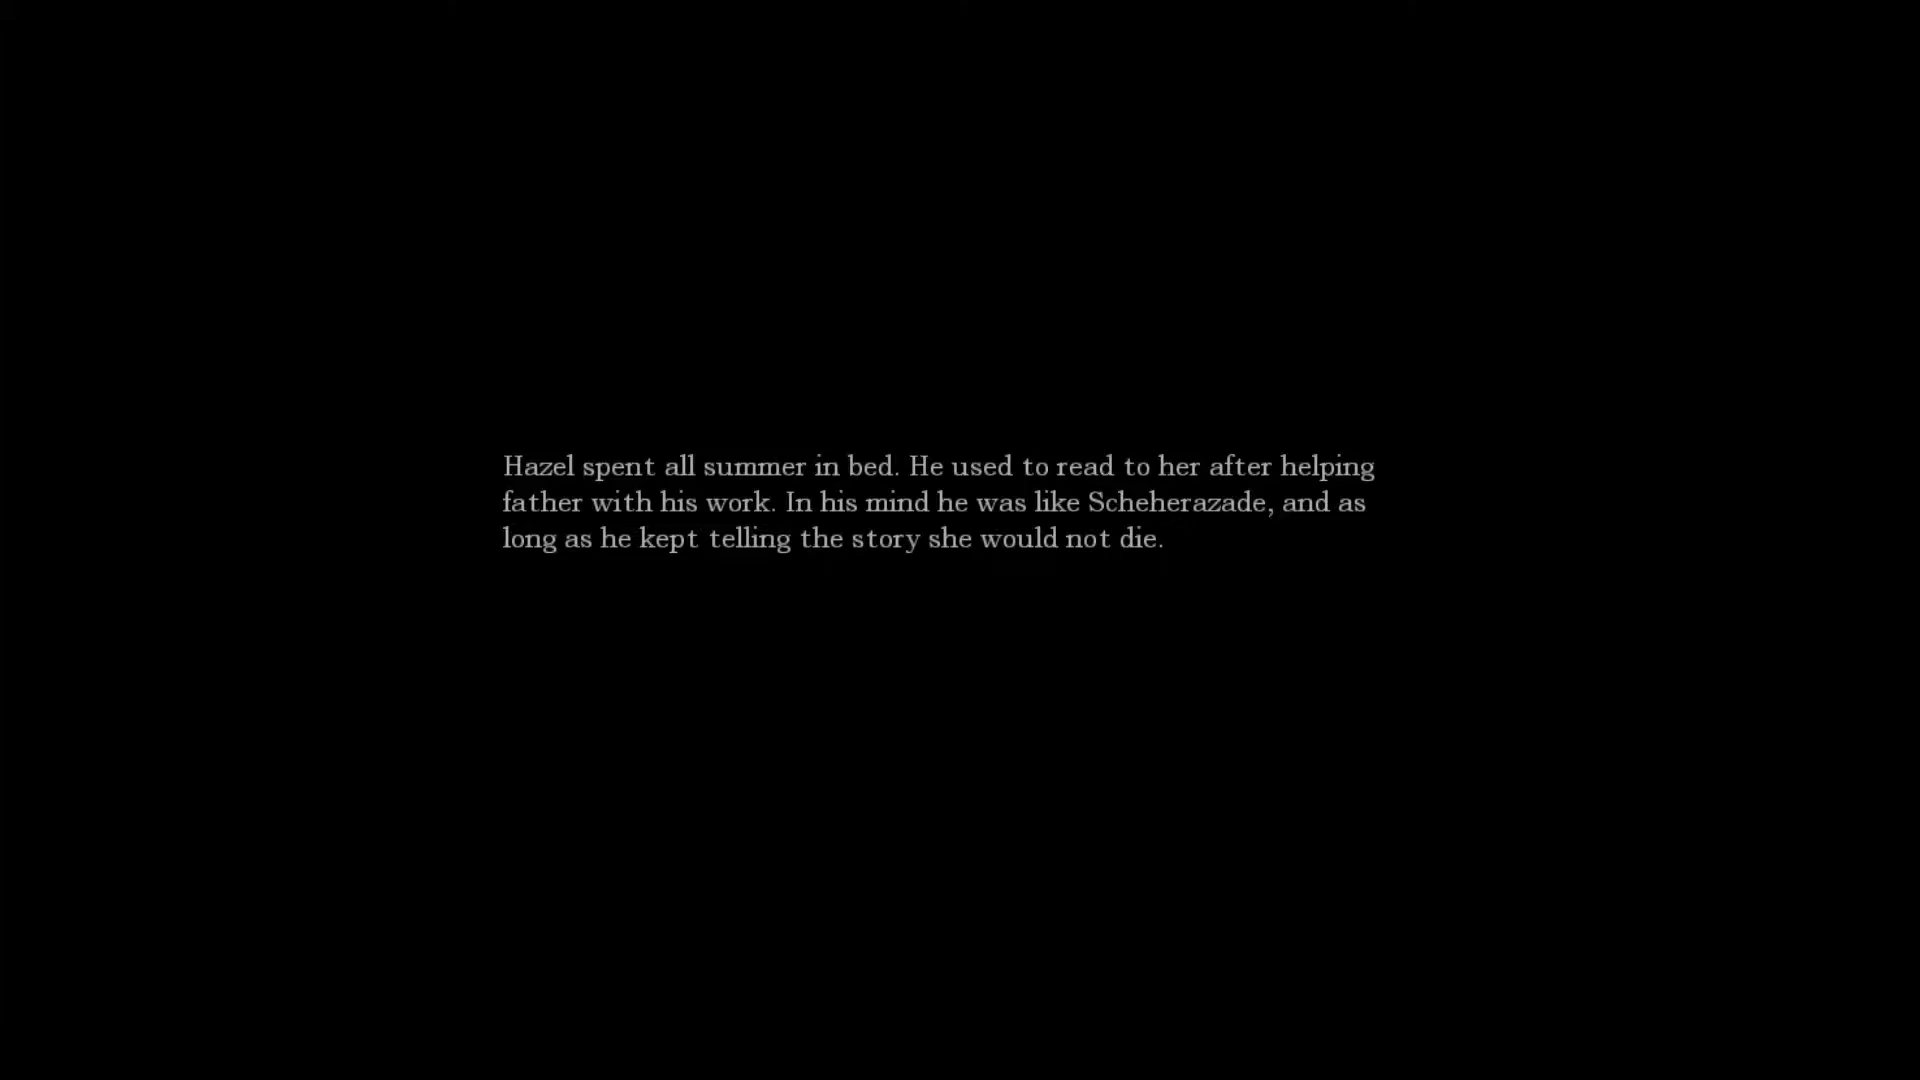 Hazel spent all summer in bed. He used to read to her after helping
father with his work. In his mind he was like Scheherazade, and as
long as he kept telling the story she would not die.